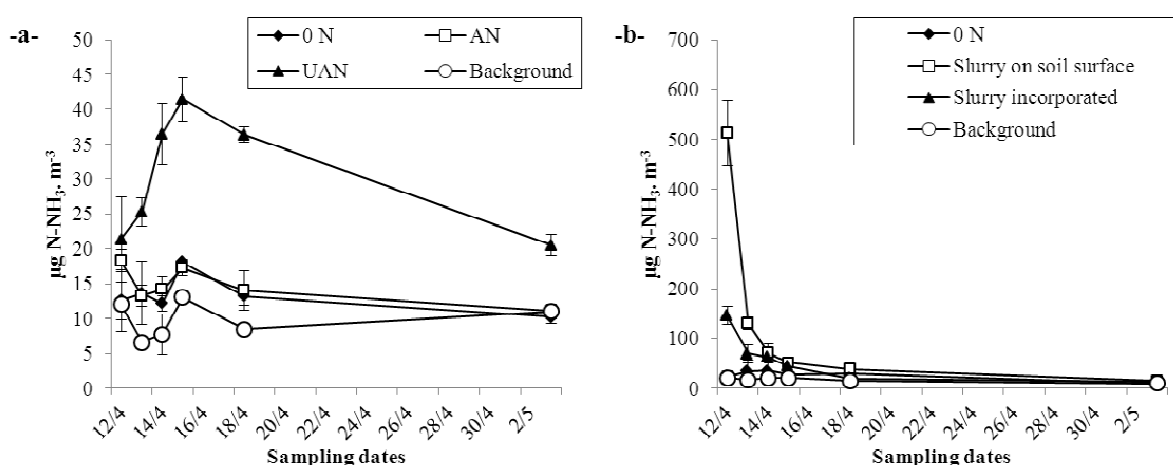 -a-
0 N
AN
UAN
Background
50
45
40
35
30
25
20
15
10
5
0
µg N-NH3. m-3
12/4
14/4
16/4
18/4
20/4
22/4
24/4
26/4
28/4
30/4
2/5
Sampling dates
-b-
0 N
Slurry on soil surface
Slurry incorporated
Background
700
600
500
400
300
200
100
0
µg N-NH3. m-3
12/4
14/4
16/4
18/4
20/4
22/4
24/4
26/4
28/4
30/4
2/5
Sampling dates